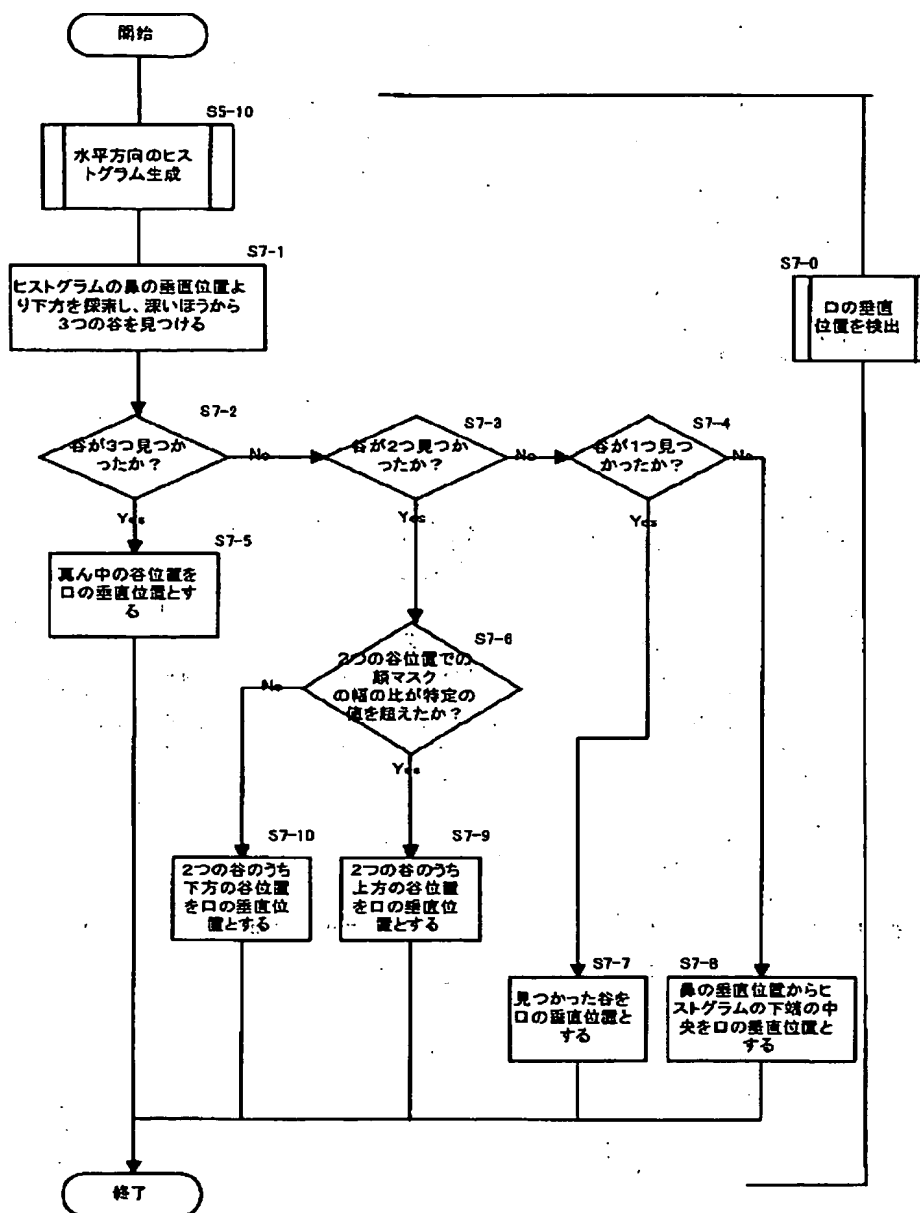 開始
S5-10
水平方向のヒス
トグラム生成
S7-1
ヒストグラムの鼻の垂直位置よ
り下方を探索し、深いほうから
3つの谷を見つける
S7-0
口の垂直
位置を検出
S7-2
谷が3つ見つ
かったか?
No
Yes
S7-3
谷が2つ見つ
かったか?
No
Yes
S7-4
谷が1つ見つ
かったか?
No
Yes
S7-5
真ん中の谷位置を
口の垂直位置とす
る
S7-6
2つの谷位置での
顔マスク
の幅の比が特定の
値を超えたか?
No
Yes
S7-10
2つの谷のうち
下方の谷位置
を口の垂直位
置とする
S7-9
2つの谷のうち
上方の谷位置
を口の垂直位
置とする
S7-7
見つかった谷を
口の垂直位置と
する
S7-8
鼻の垂直位置からヒ
ストグラムの下端の中
央を口の垂直位置と
する
終了